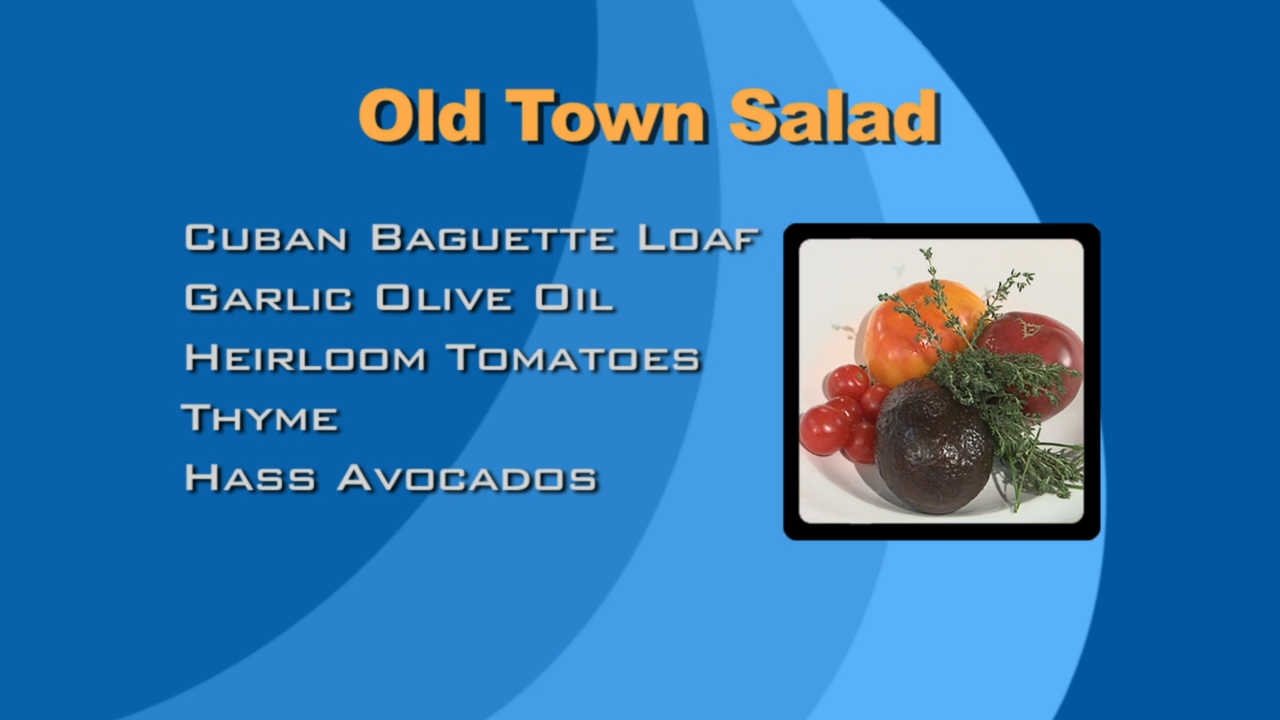 Old Town Salad
Cuban Baguette Loaf
Garlic Olive Oil
Heirloom Tomatoes
Thyme
Hass Avocados